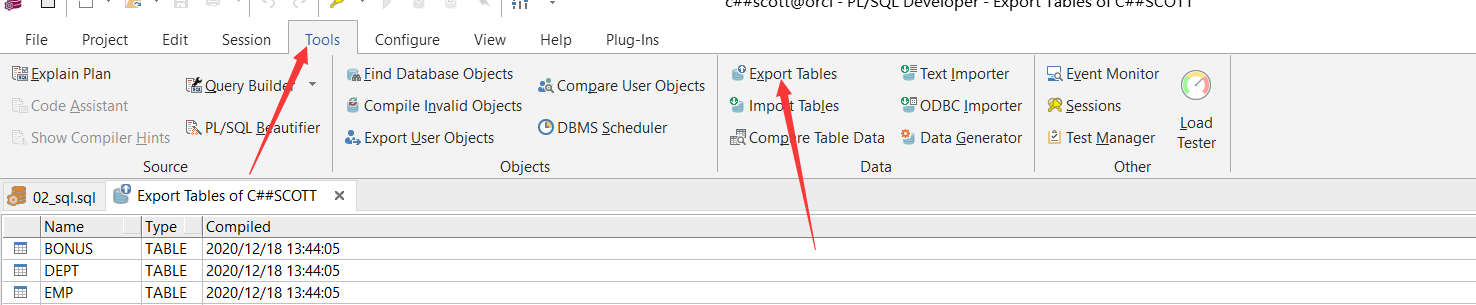 c##scott@orcl - PL/SQL Developer - Export Tables of C##SCOTT
File Project Edit Session Tools Configure View Help Plug-Ins
Explain Plan
Code Assistant
Show Compiler Hints
Query Builder
PL/SQL Beautifier
Source
Find Database Objects
Compile Invalid Objects
Export User Objects
Compare User Objects
DBMS Scheduler
Objects
Export Tables
Import Tables
Compare Table Data
Text Importer
ODBC Importer
Data Generator
Data
Event Monitor
Sessions
Test Manager
Load
Tester
Other
02_sql.sql Export Tables of C##SCOTT
Name Type Compiled
BONUS TABLE 2020/12/18 13:44:05
DEPT TABLE 2020/12/18 13:44:05
EMP TABLE 2020/12/18 13:44:05